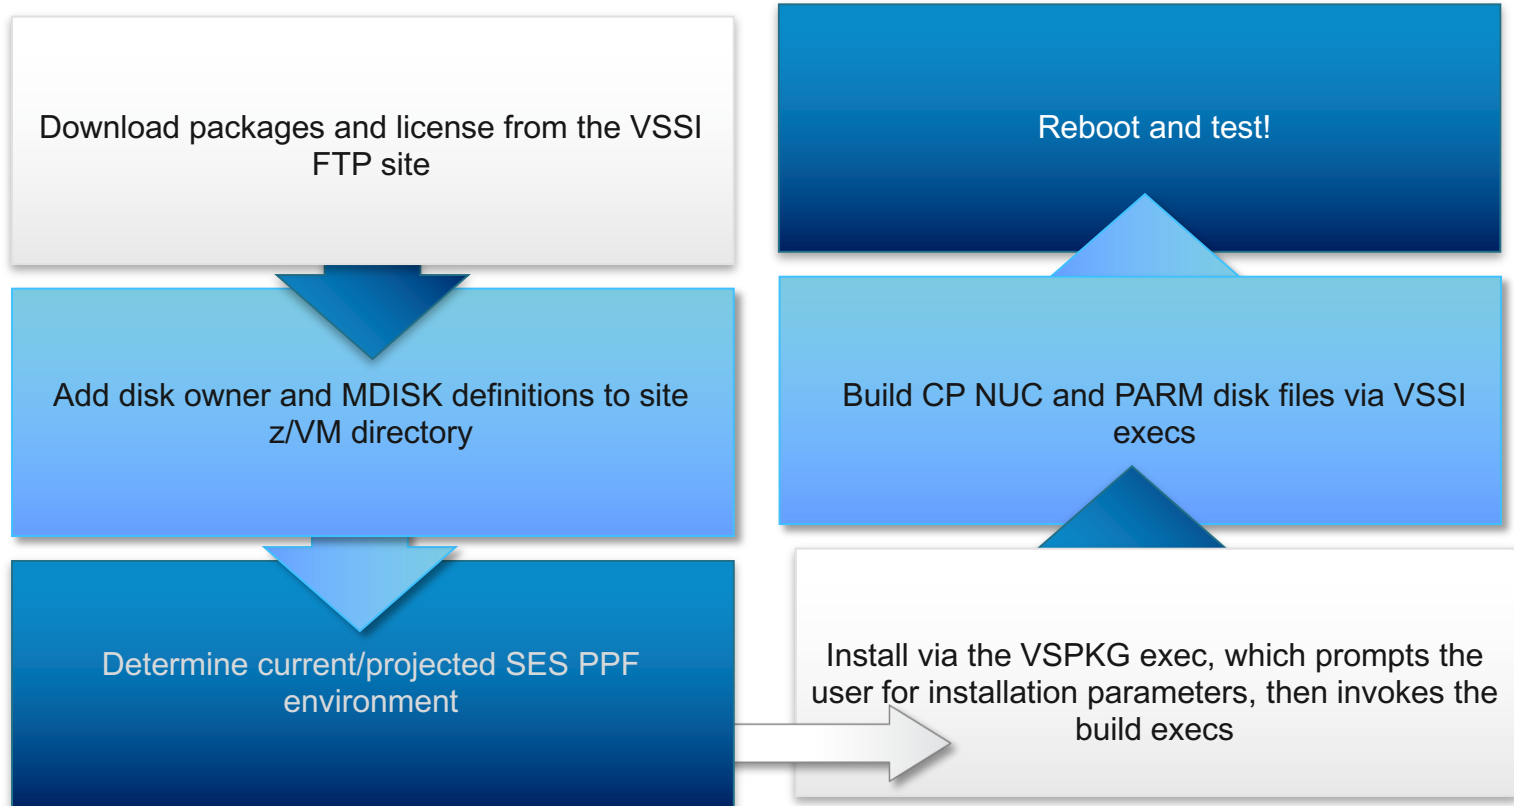 Download packages and license from the VSSI
FTP site
Add disk owner and MDISK definitions to site
z/VM directory
Determine current/projected SES PPF
environment
Install via the VSPKG exec, which prompts the
user for installation parameters, then invokes the
build execs
Build CP NUC and PARM disk files via VSSI
execs
Reboot and test!